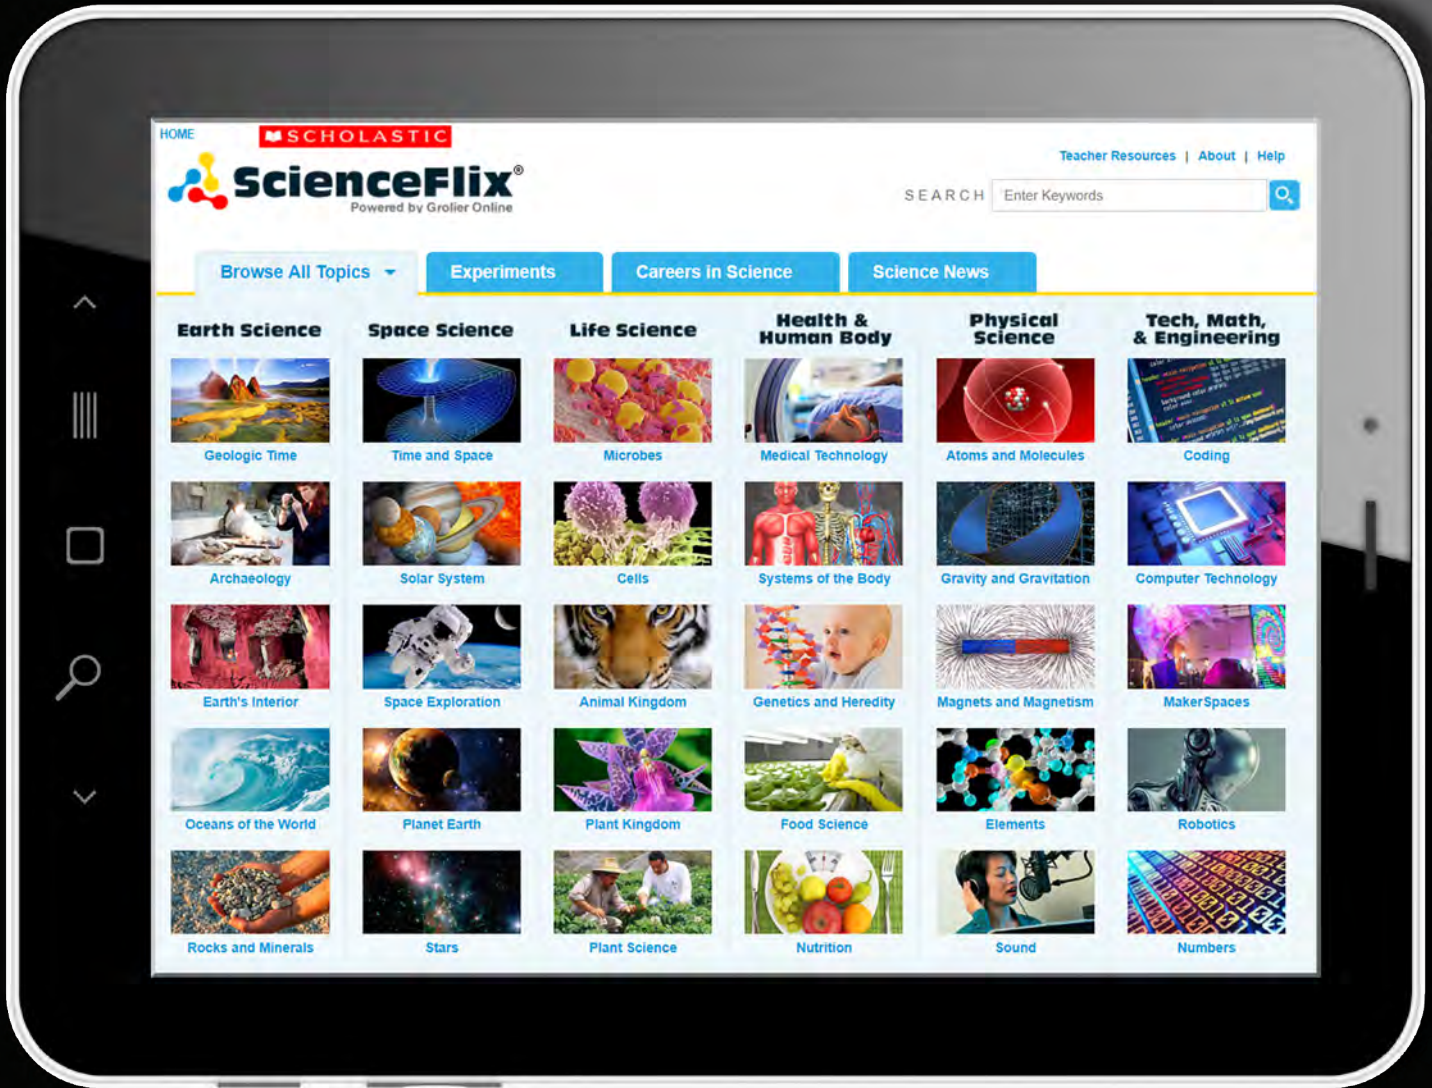 HOME
SCHOLASTIC
ScienceFlix®
Powered by Grolier Online
Teacher Resources | About | Help
SEARCH Enter Keywords
Browse All Topics Experiments Careers in Science Science News
Earth Science Space Science Life Science Health & Human Body Physical Science Tech, Math, & Engineering
Geologic Time Time and Space Microbes Medical Technology Atoms and Molecules Coding
Archaeology Solar System Cells Systems of the Body Gravity and Gravitation Computer Technology
Earth's Interior Space Exploration Animal Kingdom Genetics and Heredity Magnets and Magnetism MakerSpaces
Oceans of the World Planet Earth Plant Kingdom Food Science Elements Robotics
Rocks and Minerals Stars Plant Science Nutrition Sound Numbers